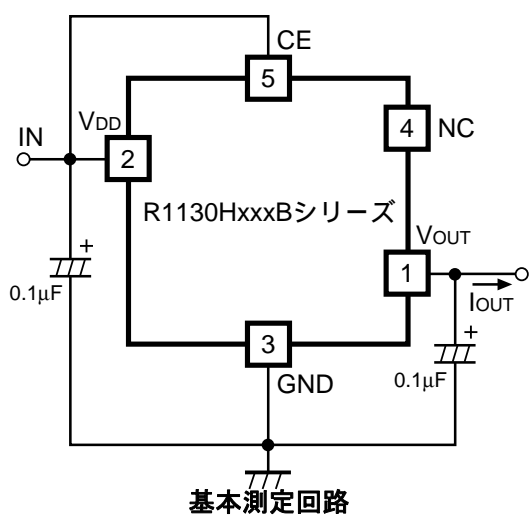 CE
5
VDD
4
NC
IN
2
R1130HxxxBシリーズ
VOUT
1
+
0.1μF
IOUT
3
+
GND
0.1μF
基本測定回路